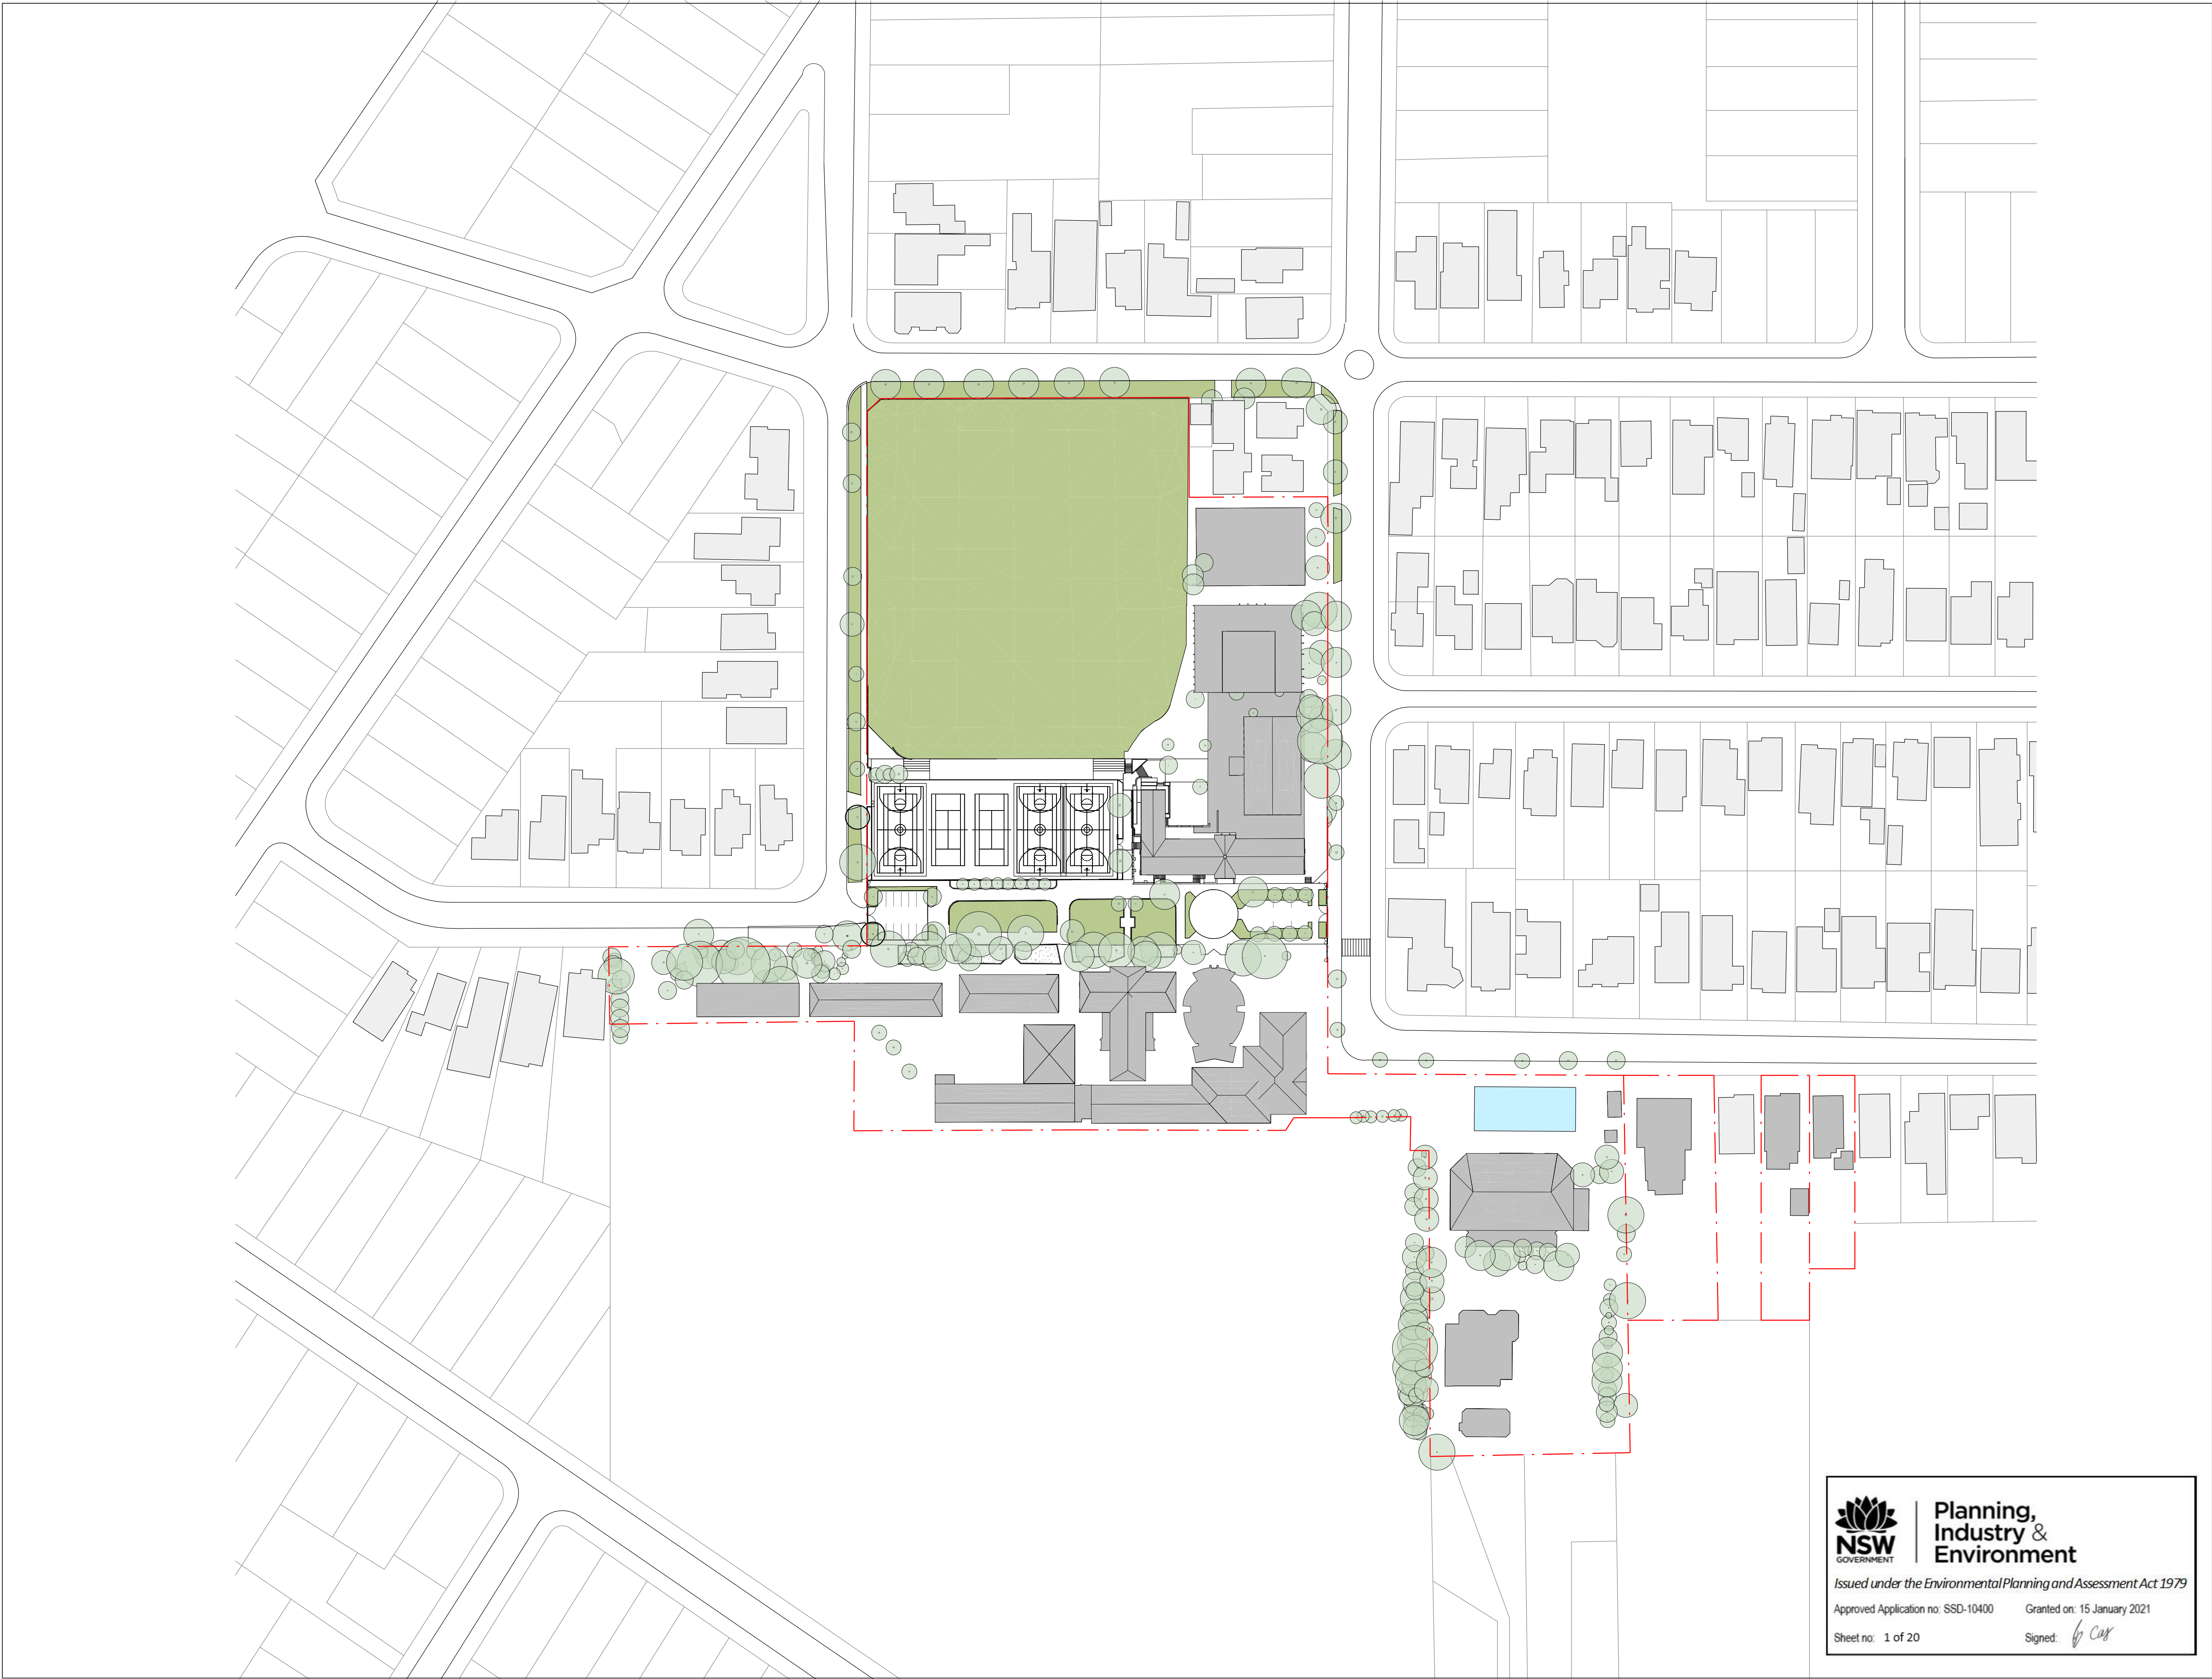 NSW
GOVERNMENT
Planning,
Industry &
Environment
Issued under the Environmental Planning and Assessment Act 1979
Approved Application no: SSD-10400 Granted on: 15 January 2021
Sheet no: 1 of 20 Signed: